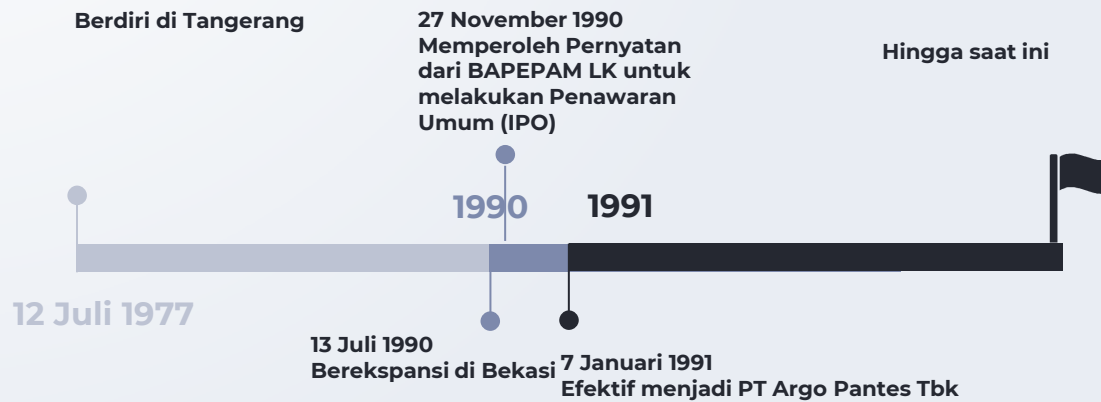 Berdiri di Tangerang
27 November 1990
Memperoleh Pernyatan
dari BAPEPAM LK untuk
melakukan Penawaran
Umum (IPO)
Hingga saat ini
1990
1991
12 Juli 1977
13 Juli 1990
Berekspansi di Bekasi
7 Januari 1991
Efektif menjadi PT Argo Pantes Tbk